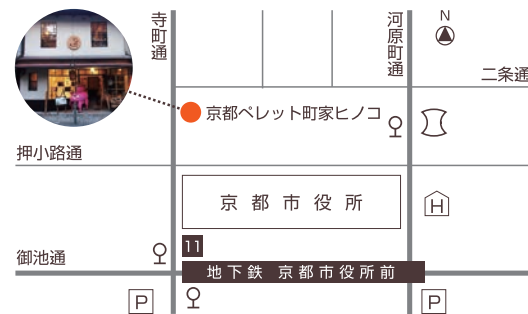 寺町通
河原町通
N
二条通
京都ペレット町家ヒノコ
押小路通
京都市役所
H
11
御池通
地下鉄 京都市役所前
P
P